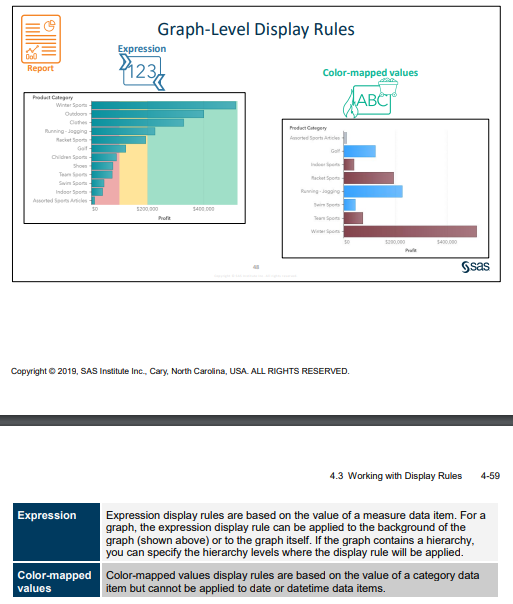 Graph-Level Display Rules
Report
Expression
123
Color-mapped values
ABC
Product Category
Winter Sports
Outdoors
Clothes
Running - Jogging
Racket Sports
Golf
Children Sports
Shoes
Team Sports
Swim Sports
Indoor Sports
Assorted Sports Articles
$0 $200,000 $400,000
Profit
Product Category
Assorted Sports Articles
Golf
Indoor Sports
Racket Sports
Running - Jogging
Swim Sports
Team Sports
Winter Sports
$0 $200,000 $400,000
Profit
sas
Copyright © 2019, SAS Institute Inc., Cary, North Carolina, USA. ALL RIGHTS RESERVED.
4.3 Working with Display Rules 4-59
Expression
Expression display rules are based on the value of a measure data item. For a
graph, the expression display rule can be applied to the background of the
graph (shown above) or to the graph itself. If the graph contains a hierarchy,
you can specify the hierarchy levels where the display rule will be applied.
Color-mapped
values
Color-mapped values display rules are based on the value of a category data
item but cannot be applied to date or datetime data items.